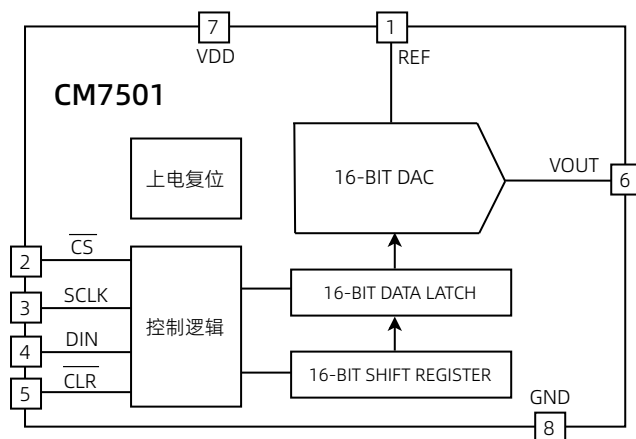 7
1
VDD
REF
CM7501
上电复位
16-BIT DAC
VOUT
6
2
CS
3
SCLK
16-BIT DATA LATCH
控制逻辑
4
DIN
5
CLR
16-BIT SHIFT REGISTER
GND
8